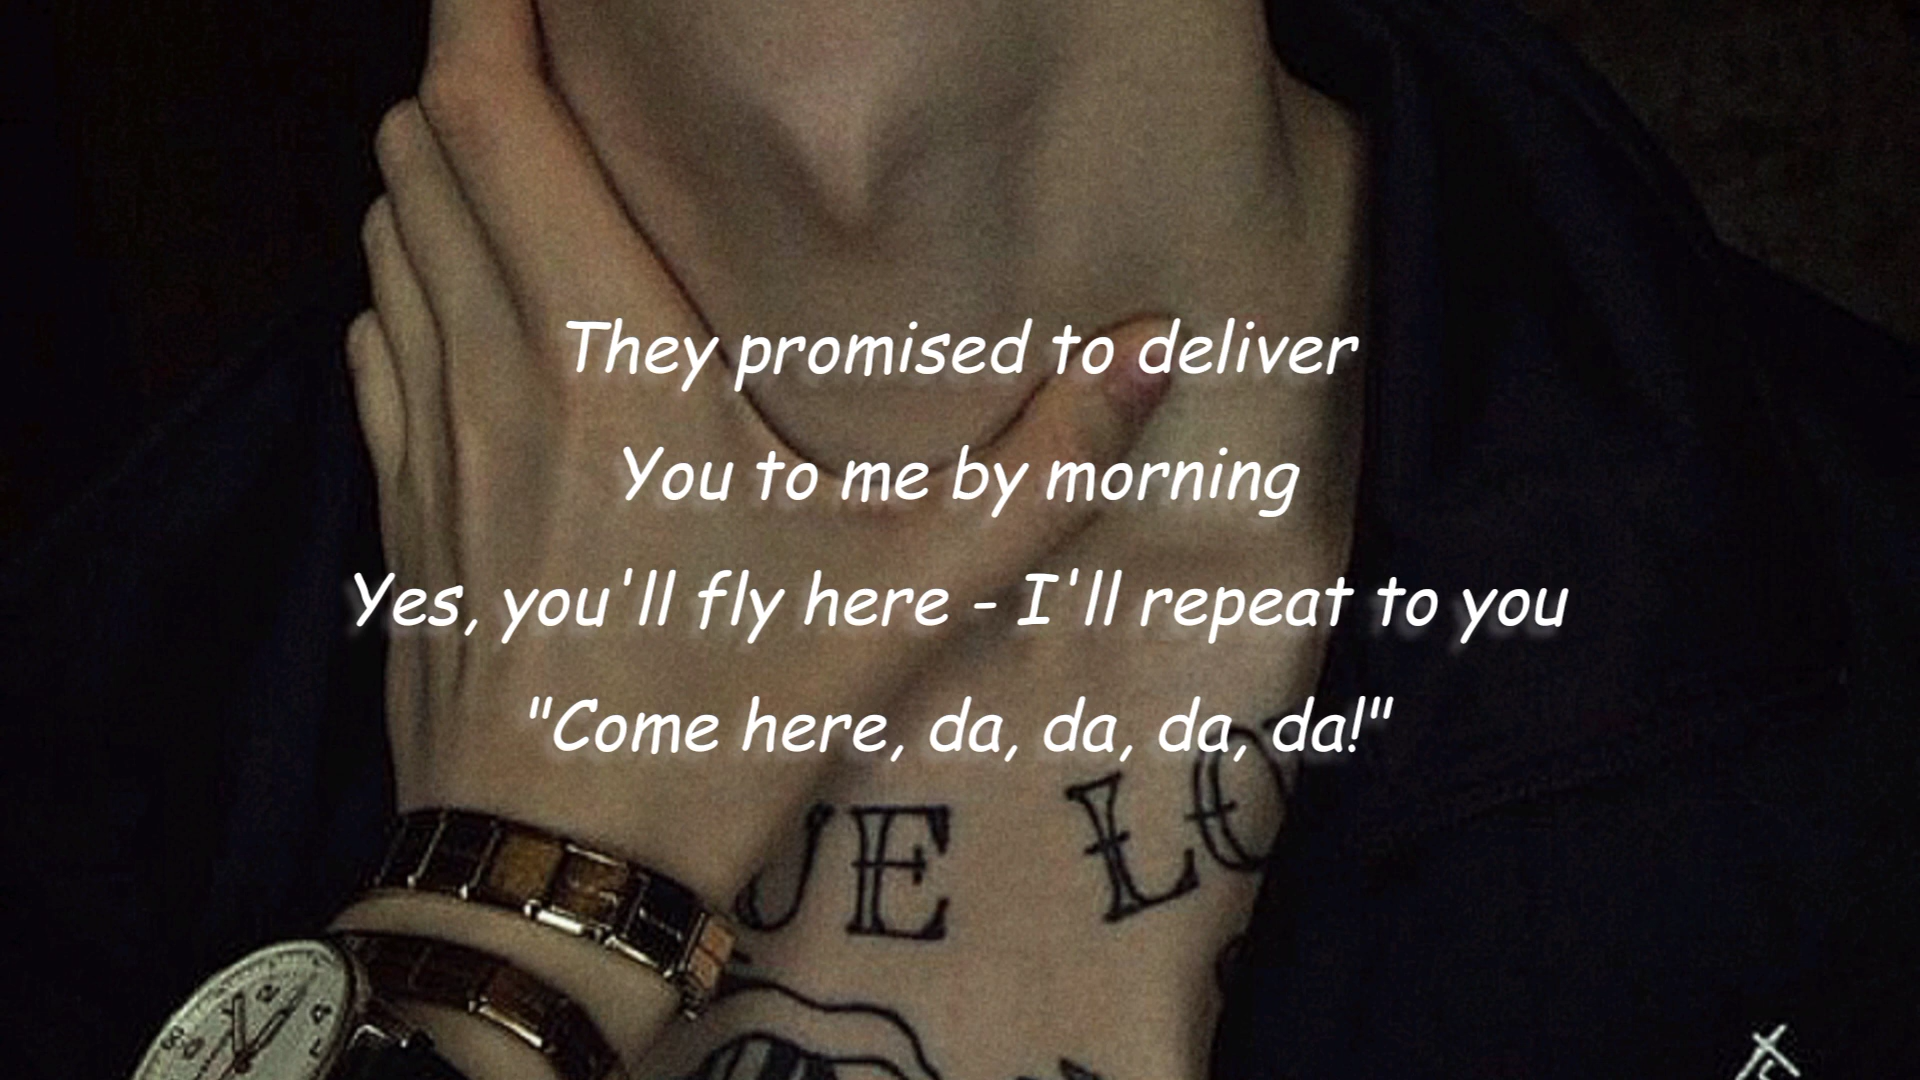 They promised to deliver
You to me by morning
Yes, you'll fly here - I'll repeat to you
"Come here, da, da, da, da!"